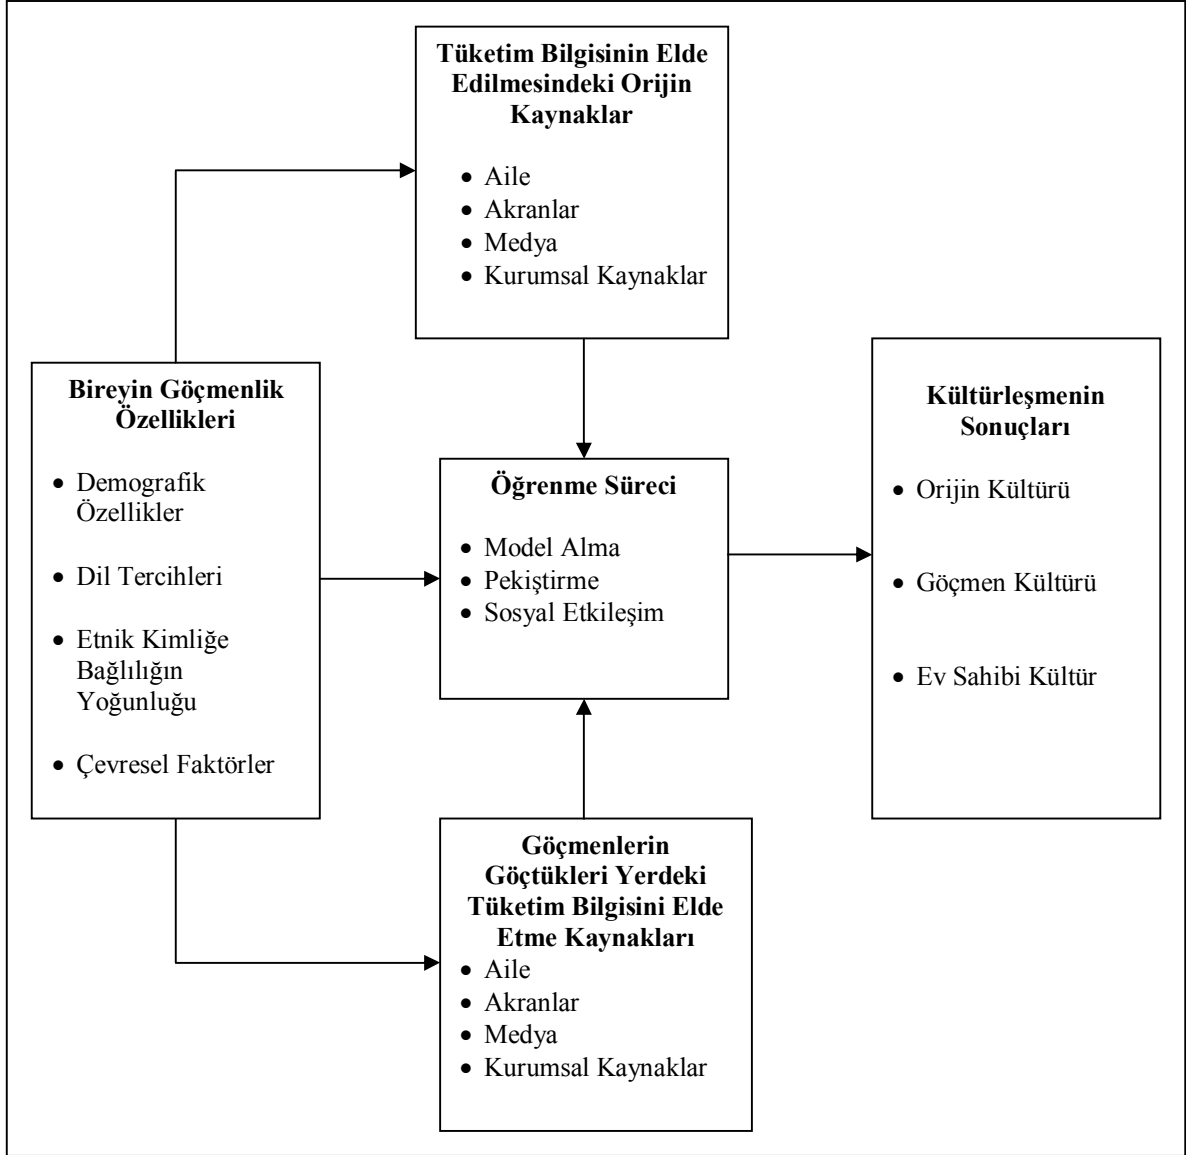 Tüketim Bilgisinin Elde
Edilmesindeki Orijin
Kaynaklar
• Aile
• Akranlar
• Medya
• Kurumsal Kaynaklar
Bireyin Göçmenlik
Özellikleri
• Demografik
Özellikler
• Dil Tercihleri
• Etnik Kimliğe
Bağlılığın
Yoğunluğu
• Çevresel Faktörler
Öğrenme Süreci
• Model Alma
• Pekiştirme
• Sosyal Etkileşim
Kültürleşmenin
Sonuçları
• Orijin Kültürü
• Göçmen Kültürü
• Ev Sahibi Kültür
Göçmenlerin
Göçtükleri Yerdeki
Tüketim Bilgisini Elde
Etme Kaynakları
• Aile
• Akranlar
• Medya
• Kurumsal Kaynaklar